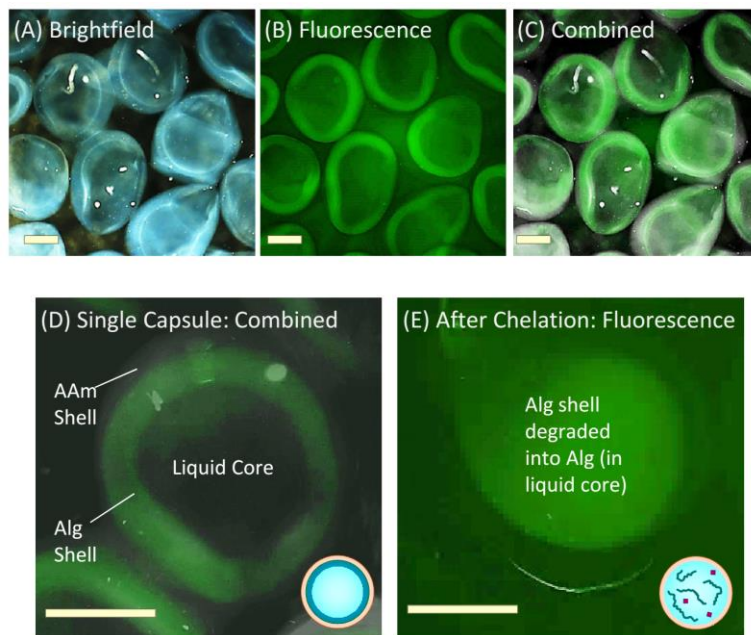 (A) Brightfield
(B) Fluorescence
(C) Combined
(D) Single Capsule: Combined
AAm
Shell
Liquid Core
Alg
Shell
(E) After Chelation: Fluorescence
Alg shell
degraded
into Alg (in
liquid core)